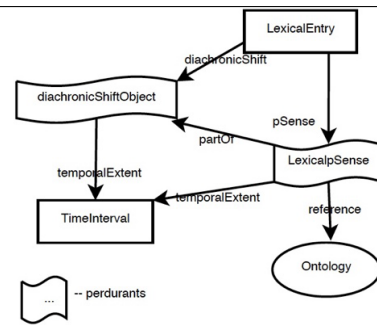 LexicalEntry
diachronicShift
diachronicShiftObject
pSense
partOf
LexicalpSense
temporalExtent
temporalExtent
reference
TimeInterval
Ontology
... -- perdurants